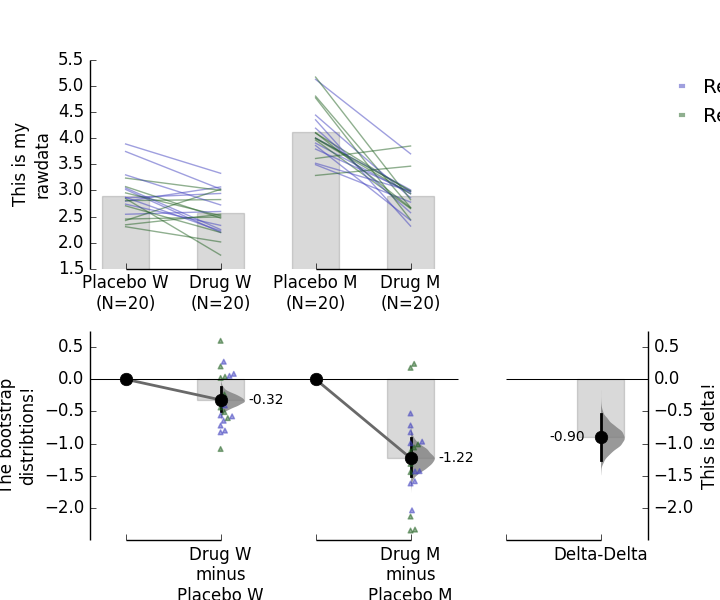 This is my
rawdata
5.5
5.0
4.5
4.0
3.5
3.0
2.5
2.0
1.5
Placebo W
(N=20)
Drug W
(N=20)
Placebo M
(N=20)
Drug M
(N=20)
Re
Re
The bootstrap
distribtions!
0.5
0.0
−0.5
−1.0
−1.5
−2.0
-0.32
-1.22
-0.90
Drug W
minus
Placebo W
Drug M
minus
Placebo M
Delta-Delta
0.5
0.0
−0.5
−1.0
−1.5
−2.0
This is delta!